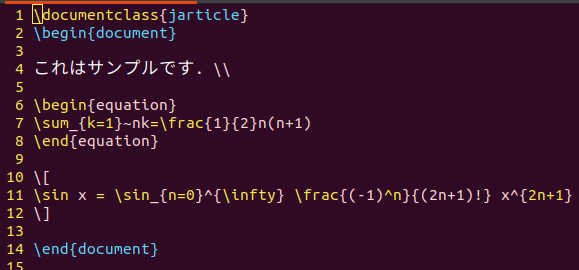 1 \documentclass{jarticle}
2 \begin{document}
3
4 これはサンプルです. \\
5
6 \begin{equation}
7 \sum_{k=1}~nk=\frac{1}{2}n(n+1)
8 \end{equation}
9
10 \[
11 \sin x = \sin_{n=0}^{\infty} \frac{(-1)^n}{(2n+1)!} x^{2n+1}
12 \]
13
14 \end{document}
15